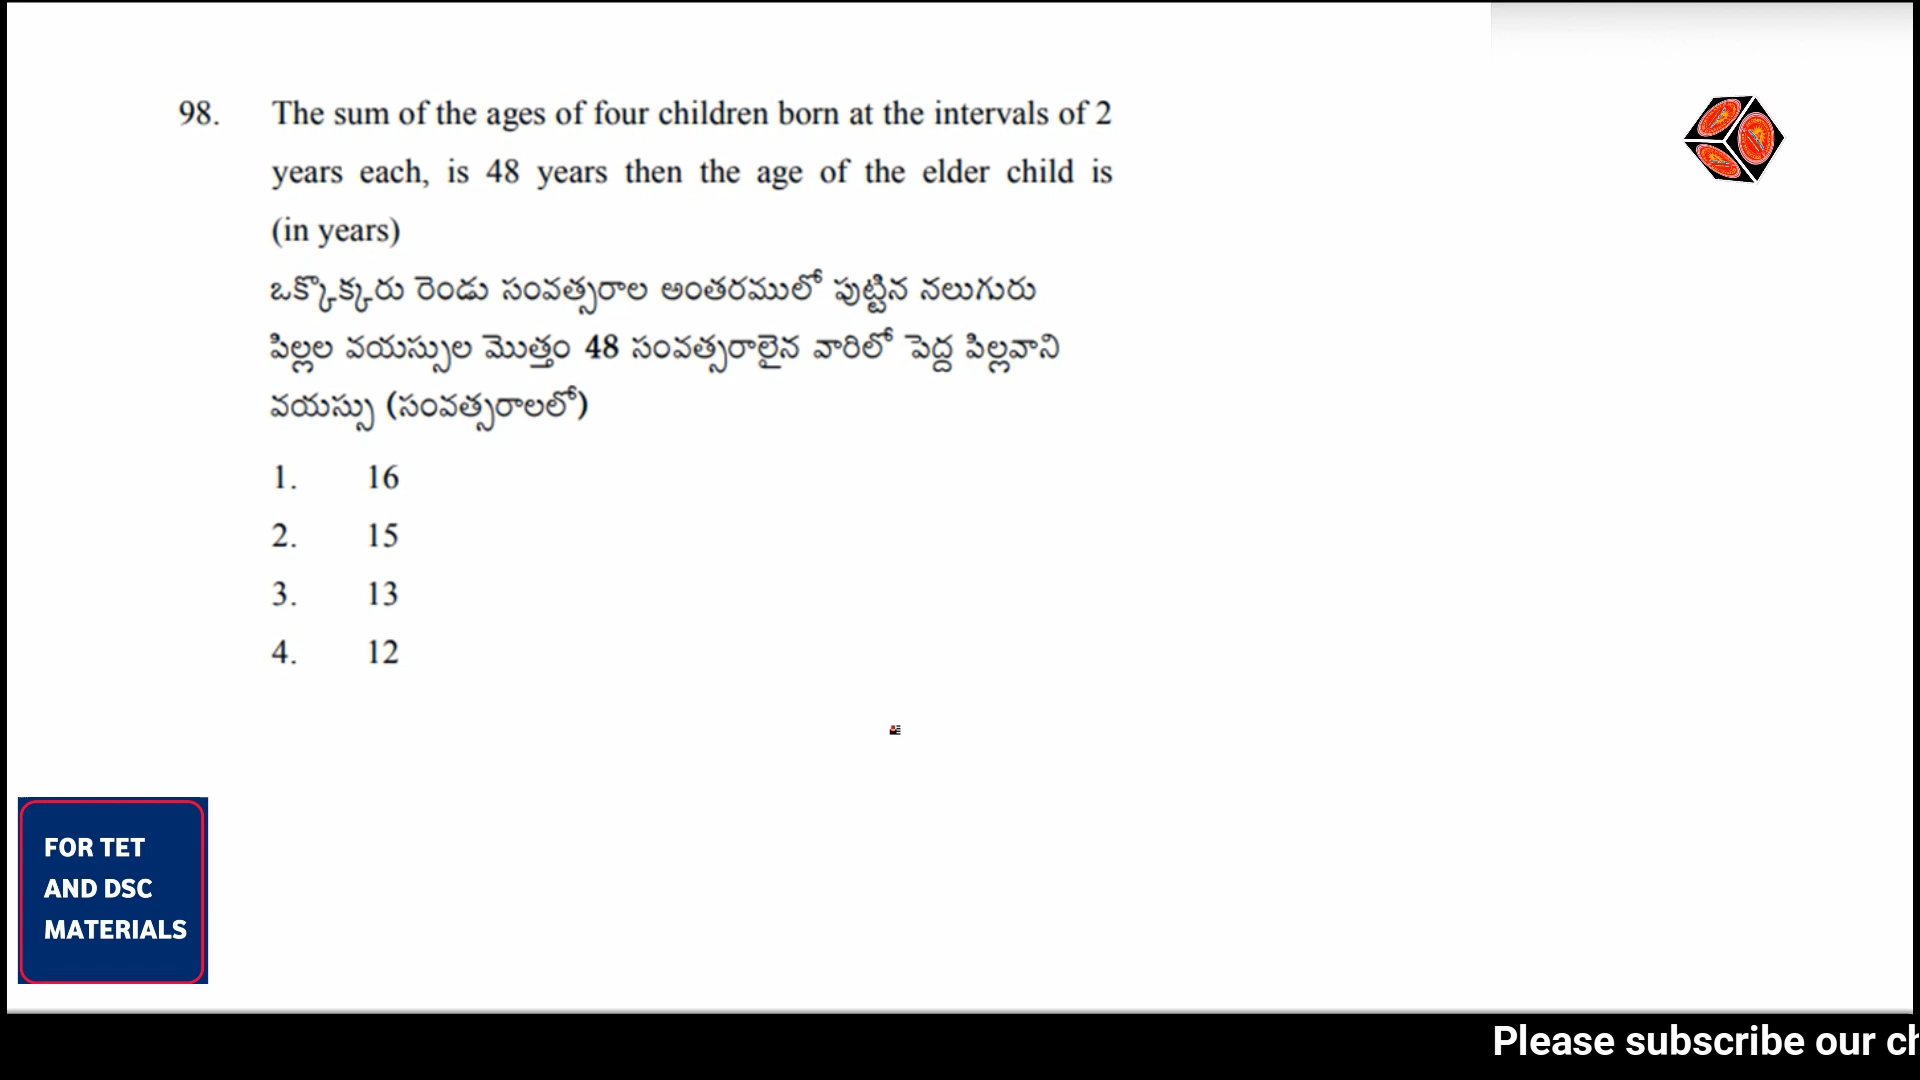 98. The sum of the ages of four children born at the intervals of 2
years each, is 48 years then the age of the elder child is
(in years)
ఒక్కొక్కరు రెండు సంవత్సరాల అంతరములో పుట్టిన నలుగురు
పిల్లల వయస్సుల మొత్తం 48 సంవత్సరాలైన వారిలో పెద్ద పిల్లవాని
వయస్సు (సంవత్సరాలలో)
1. 16
2. 15
3. 13
4. 12
FOR TET
AND DSC
MATERIALS
Please subscribe our ch